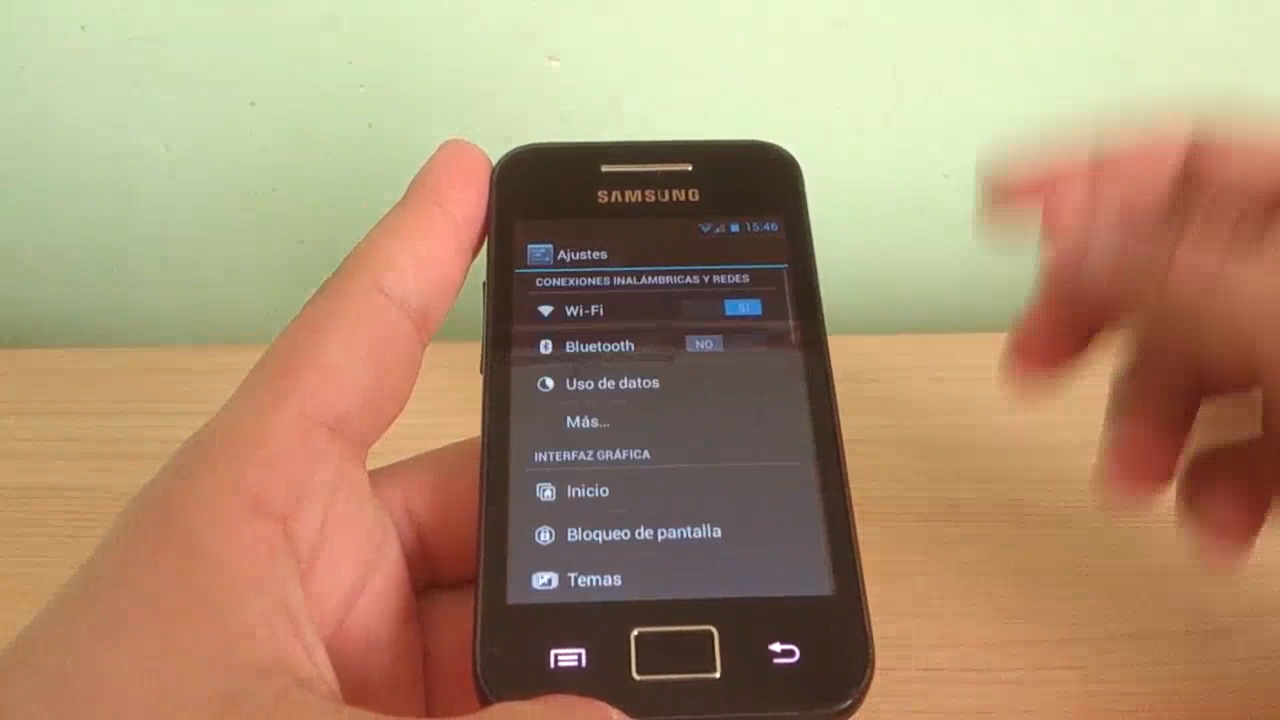 SAMSUNG
15:46
Ajustes
CONEXIONES INALÁMBRICAS Y REDES
Wi-Fi SÍ
Bluetooth NO
Uso de datos
Más...
INTERFAZ GRÁFICA
Inicio
Bloqueo de pantalla
Temas